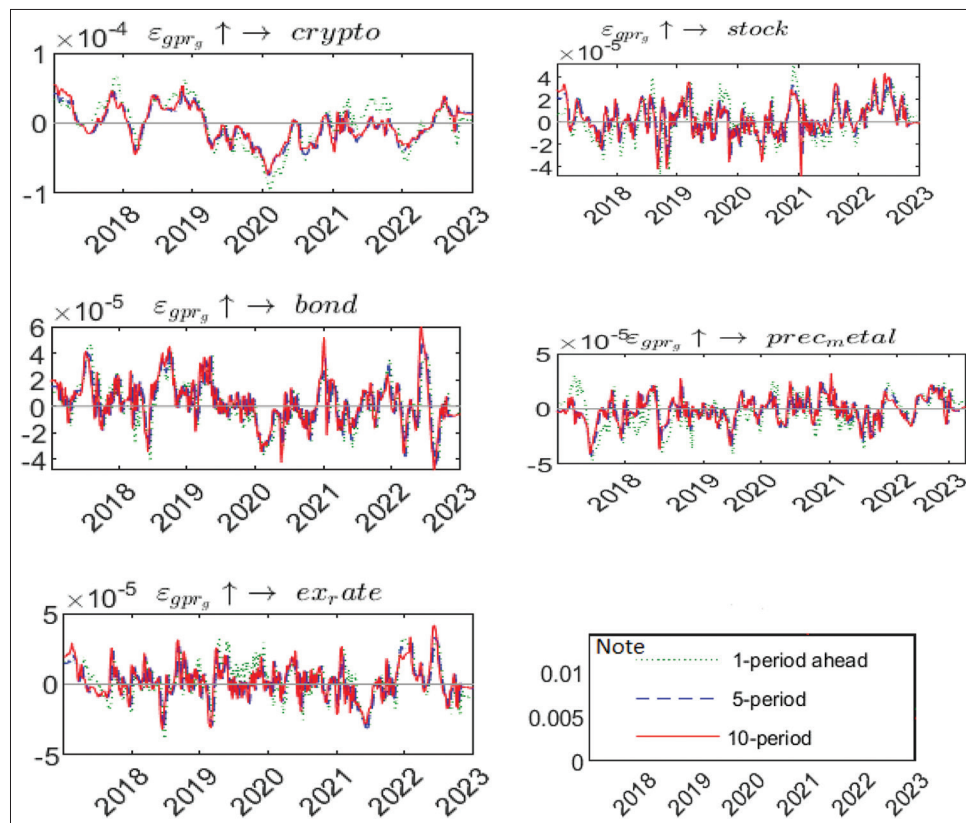 ε_gpr_g ↑ → crypto
×10^-4
1
0
-1
2018 2019 2020 2021 2022 2023
ε_gpr_g ↑ → stock
×10^-5
4
2
0
-2
-4
2018 2019 2020 2021 2022 2023
ε_gpr_g ↑ → bond
×10^-5
6
4
2
0
-2
-4
2018 2019 2020 2021 2022 2023
×10^-5 ε_gpr_g ↑ → prec_metal
5
0
-5
2018 2019 2020 2021 2022 2023
ε_gpr_g ↑ → ex_rate
×10^-5
5
0
-5
2018 2019 2020 2021 2022 2023
Note
1-period ahead
5-period
10-period
0.01
0.005
0
2018 2019 2020 2021 2022 2023